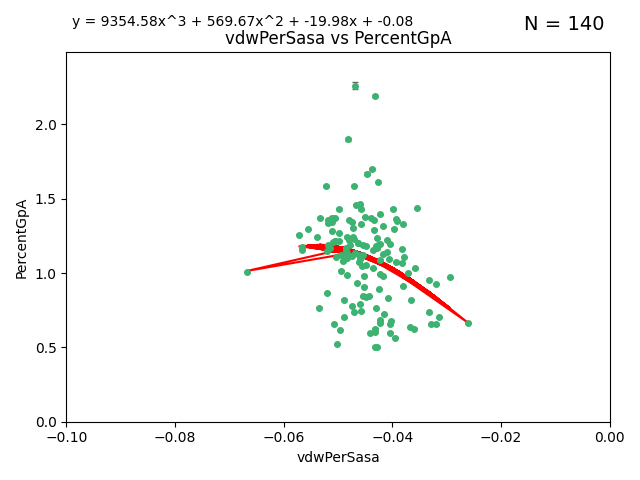 y = 9354.58x^3 + 569.67x^2 + -19.98x + -0.08
N = 140
vdwPerSasa vs PercentGpA
PercentGpA
2.0
1.5
1.0
0.5
0.0
−0.10
−0.08
−0.06
−0.04
−0.02
0.00
vdwPerSasa